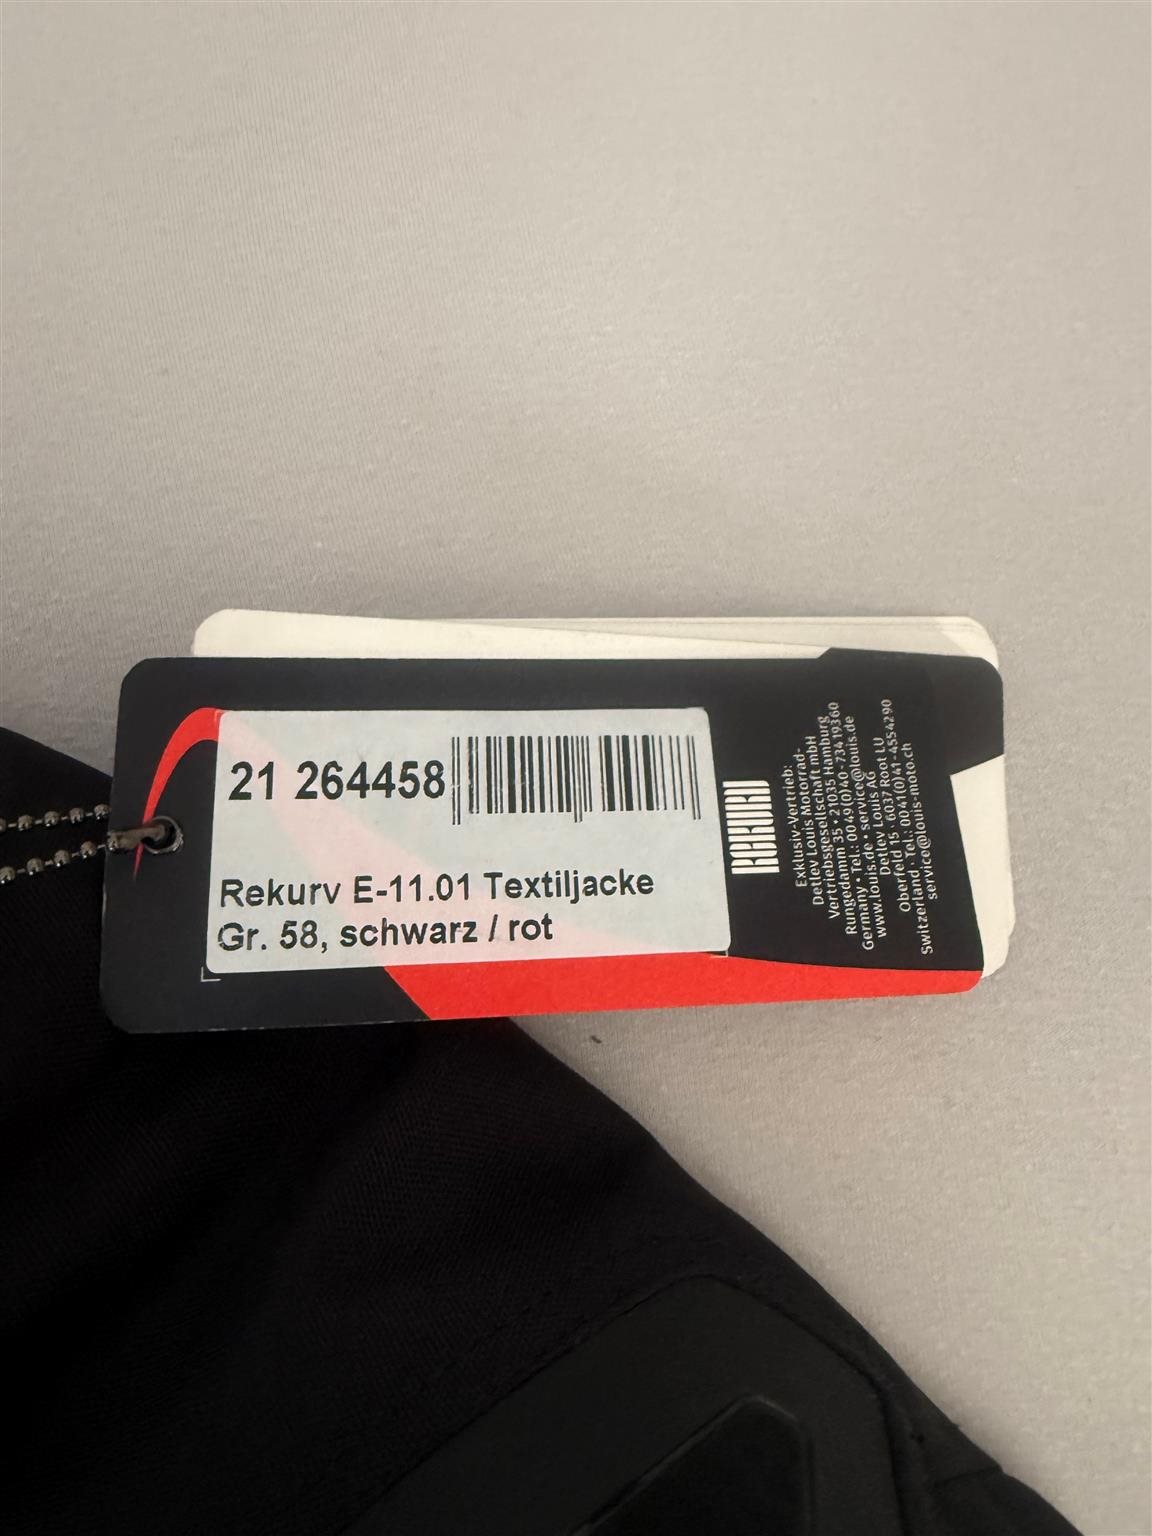 21 264458
Rekurv E-11.01 Textiljacke
Gr. 58, schwarz / rot
REKURV
Exklusiv-Vertrieb:
Detlev Louis Motorrad-
Vertriebsgesellschaft mbH
Rungedamm 35 • 21035 Hamburg
Germany • Tel.: 0049(0)40-73419360
www.louis.de • service@louis.de
Detlev Louis AG
Oberfeld 15 • 6037 Root LU
Switzerland • Tel.: 0041(0)41-4554290
service@louis-moto.ch